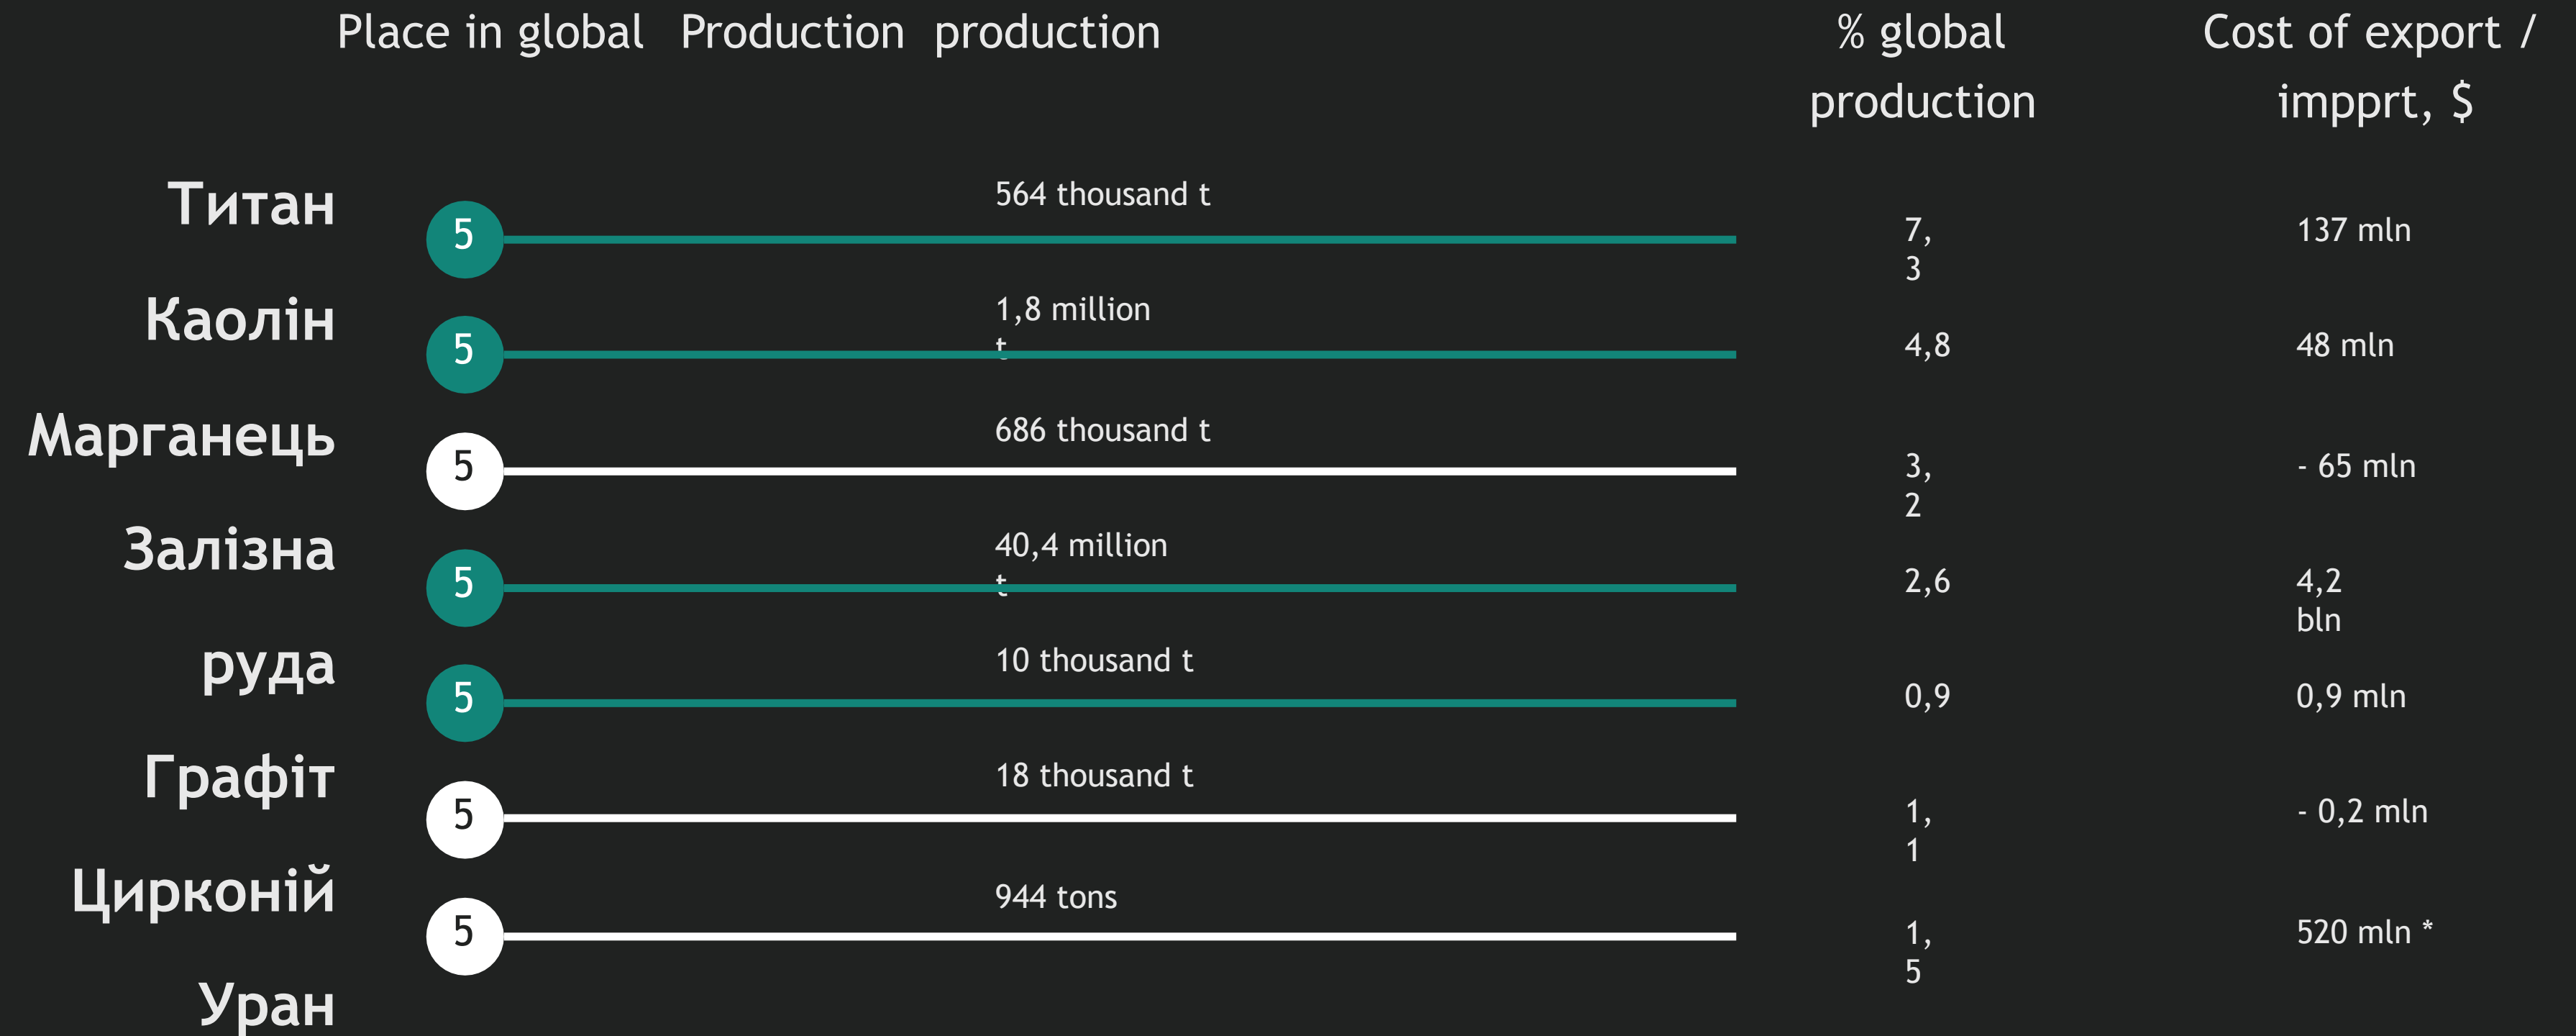 Place in global Production production
% global
production
Cost of export /
impprt, $
Титан
5
564 thousand t
7,
3
137 mln
Каолін
5
1,8 million
t
4,8
48 mln
Марганець
5
686 thousand t
3,
2
- 65 mln
Залізна
5
40,4 million
t
2,6
4,2
bln
руда
5
10 thousand t
0,9
0,9 mln
Графіт
5
18 thousand t
1,
1
- 0,2 mln
Цирконій
5
944 tons
1,
5
520 mln *
Уран